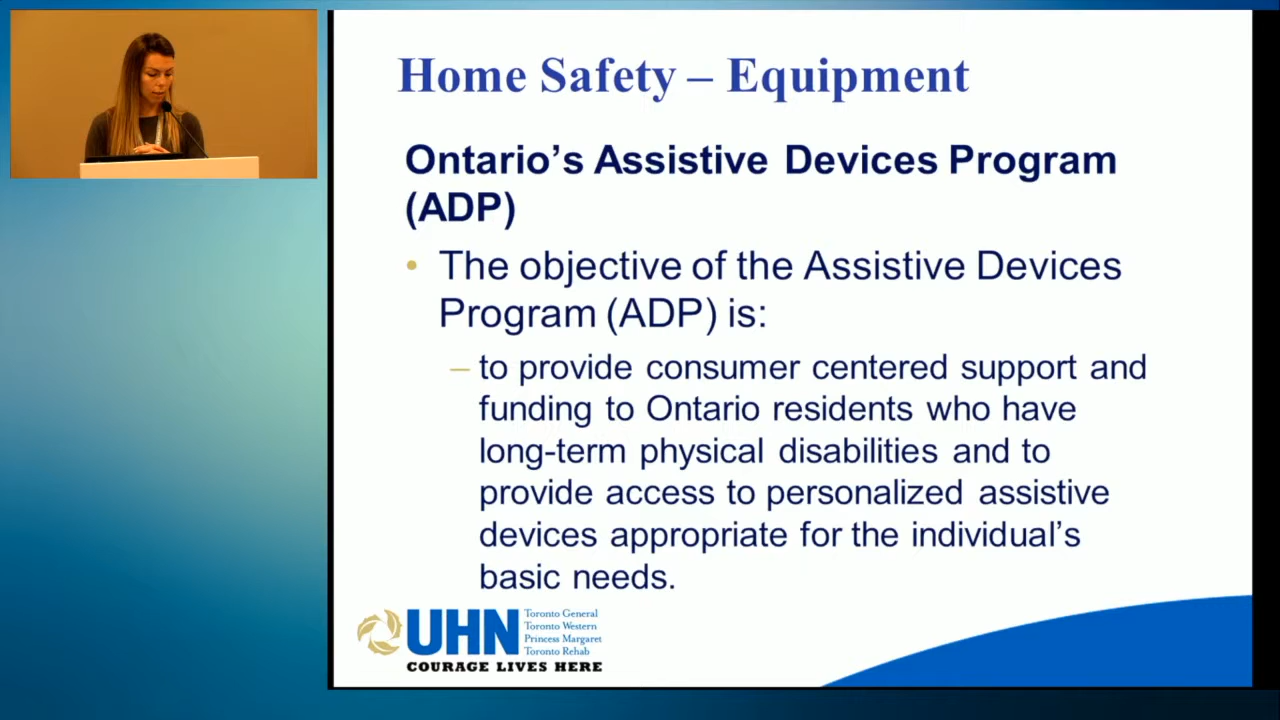 Home Safety – Equipment
Ontario’s Assistive Devices Program
(ADP)
• The objective of the Assistive Devices
Program (ADP) is:
– to provide consumer centered support and
funding to Ontario residents who have
long-term physical disabilities and to
provide access to personalized assistive
devices appropriate for the individual’s
basic needs.
UHN
Toronto General
Toronto Western
Princess Margaret
Toronto Rehab
COURAGE LIVES HERE